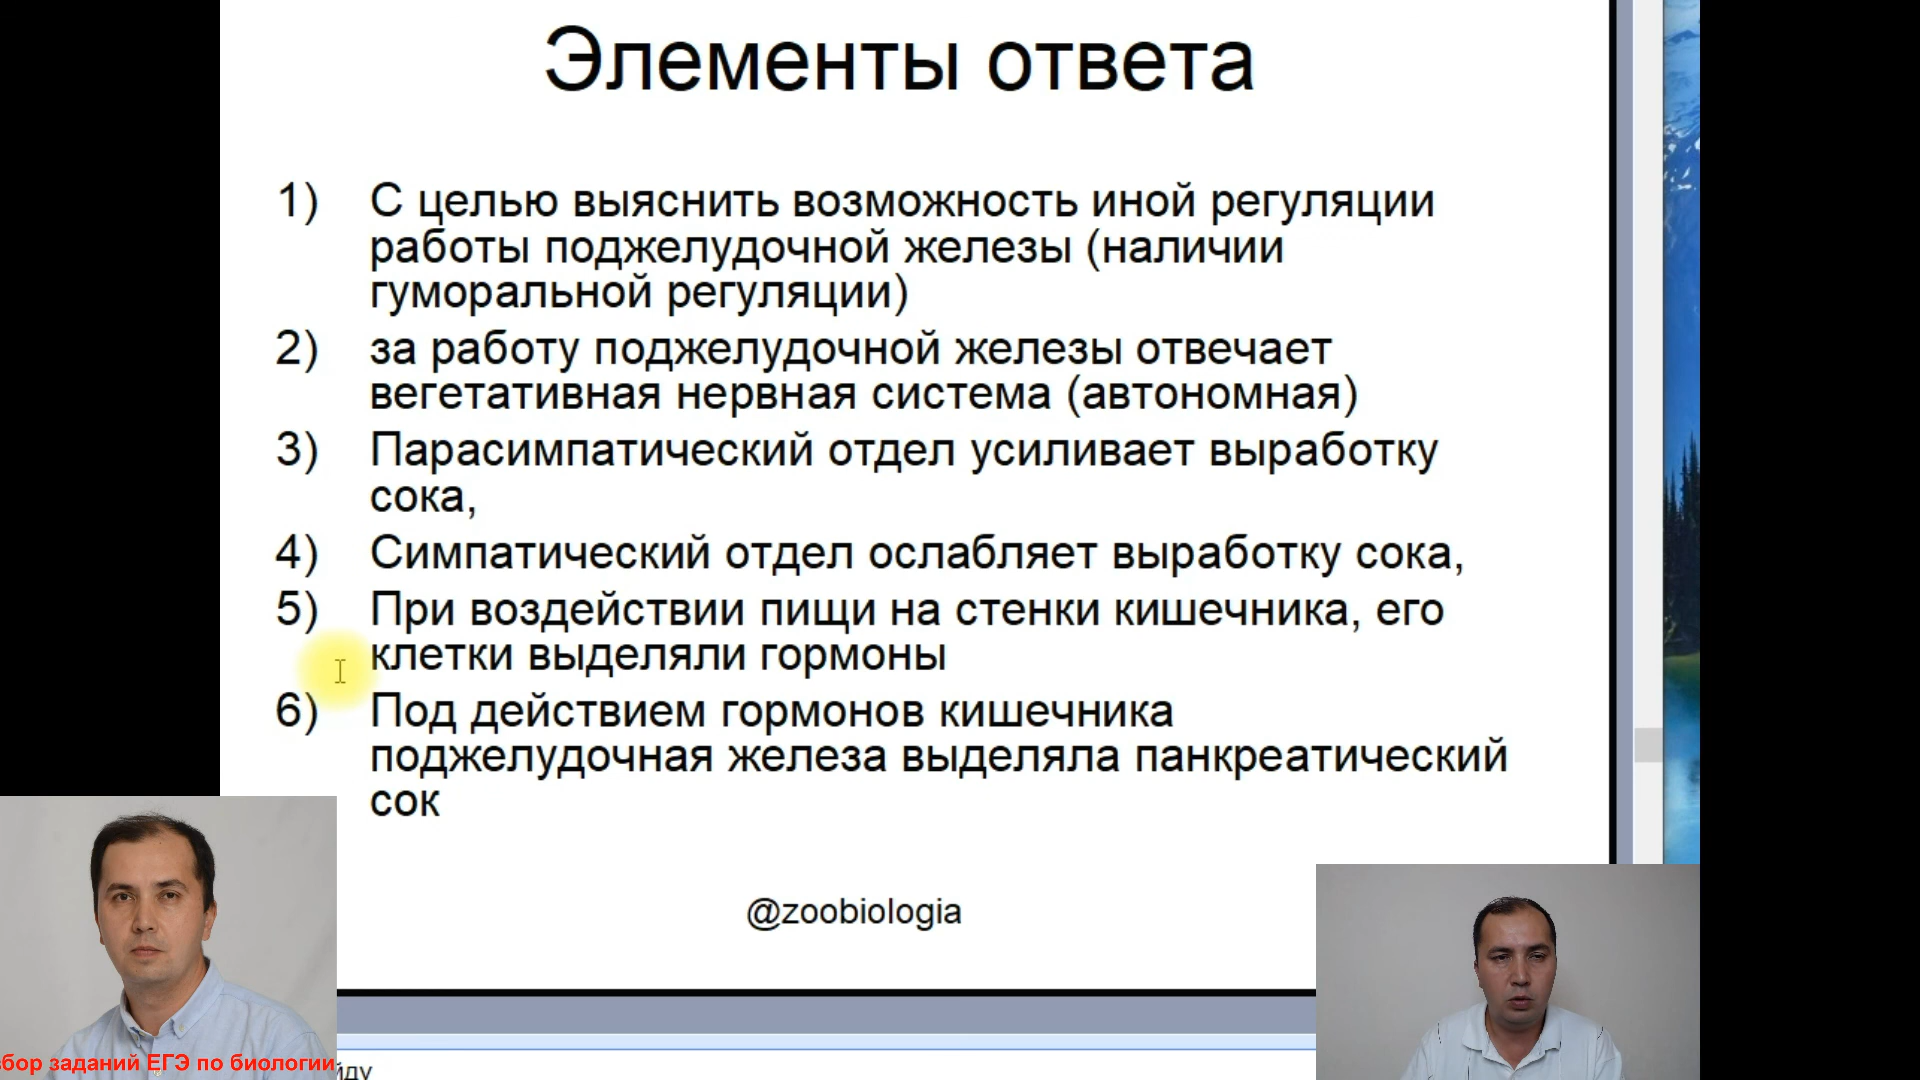 Элементы ответа
1) С целью выяснить возможность иной регуляции
работы поджелудочной железы (наличии
гуморальной регуляции)
2) за работу поджелудочной железы отвечает
вегетативная нервная система (автономная)
3) Парасимпатический отдел усиливает выработку
сока,
4) Симпатический отдел ослабляет выработку сока,
5) При воздействии пищи на стенки кишечника, его
клетки выделяли гормоны
6) Под действием гормонов кишечника
поджелудочная железа выделяла панкреатический
сок
@zoobiologia
заданий ЕГЭ по биологии